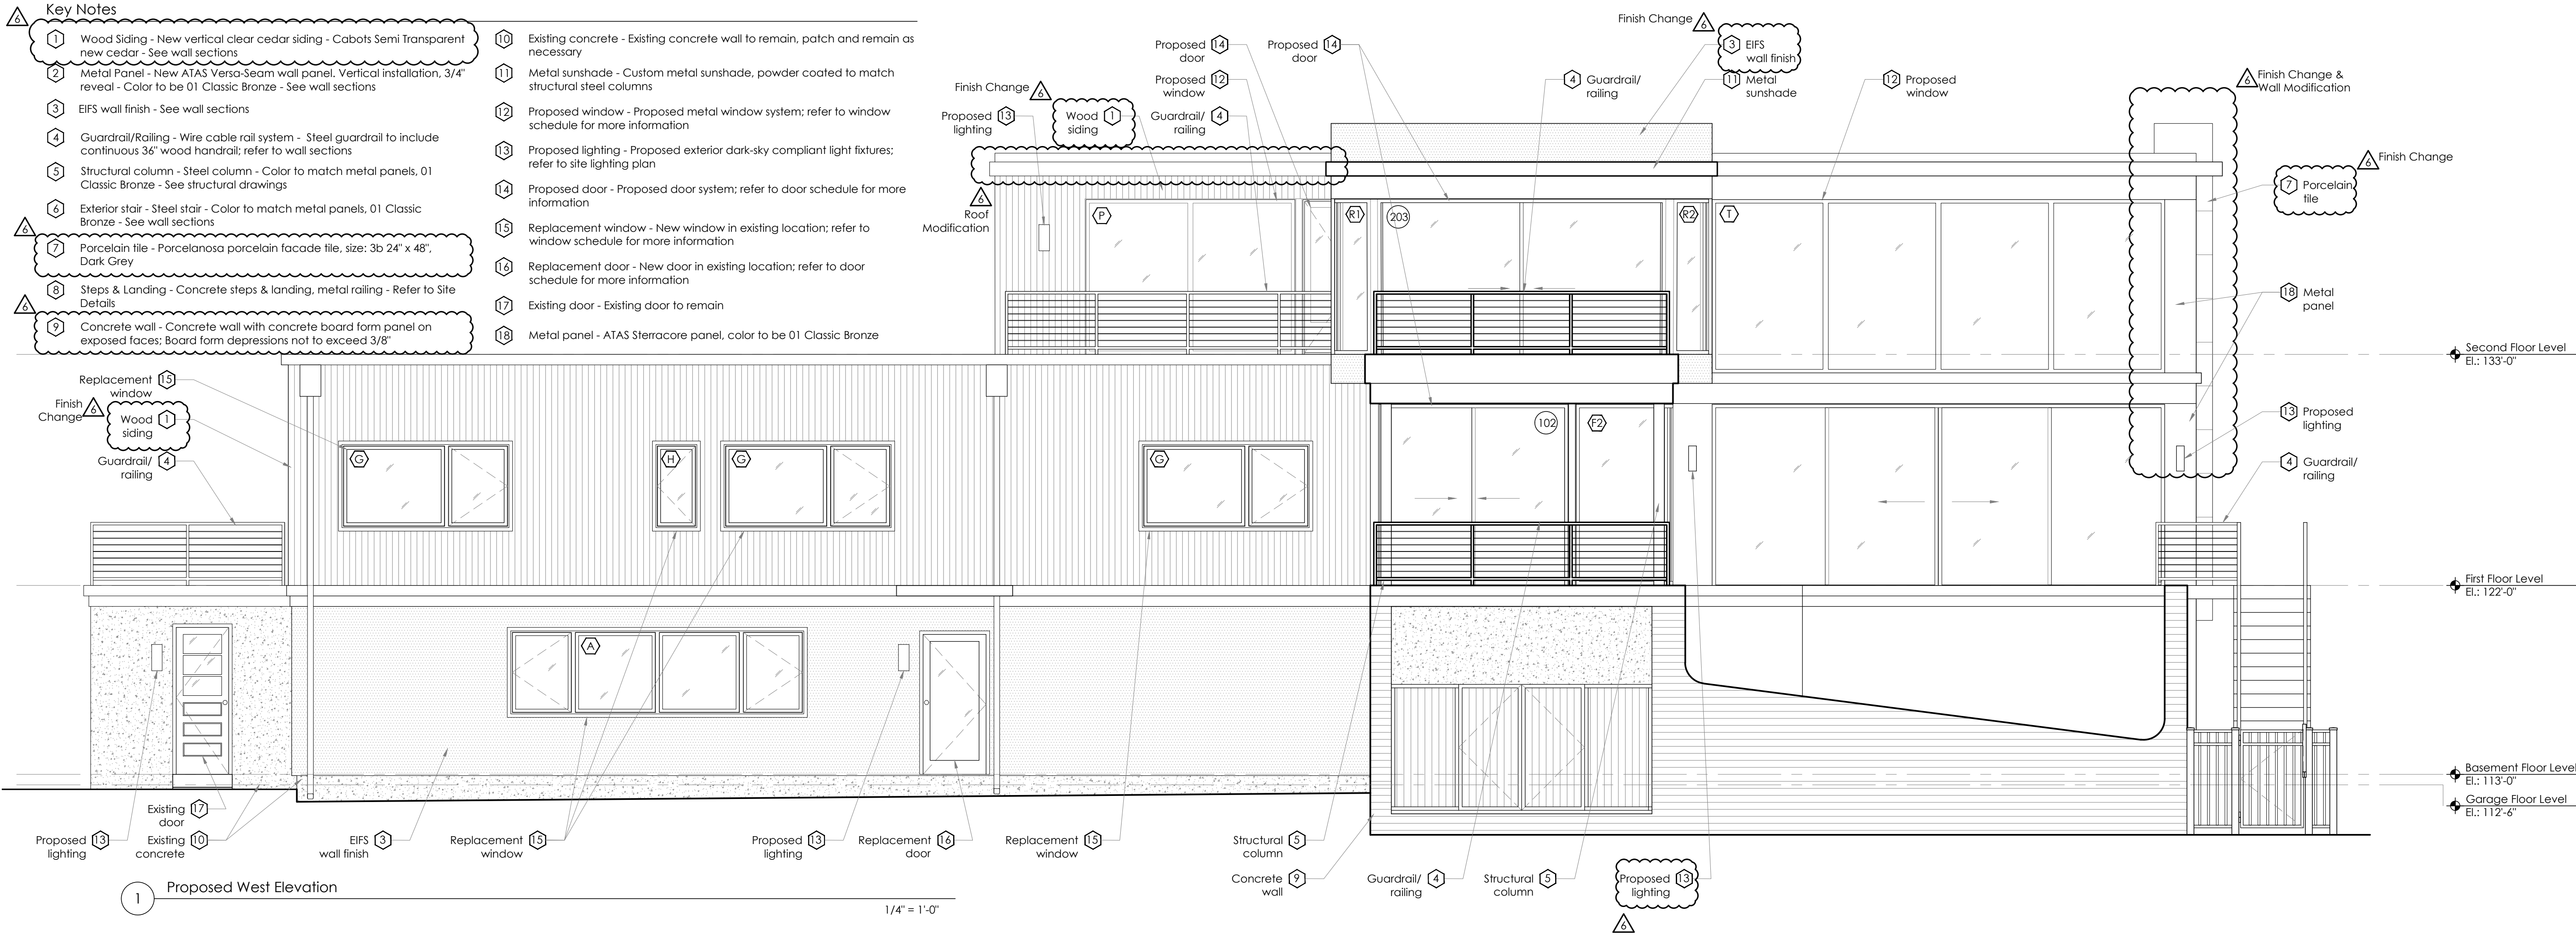 Key Notes
6
1 Wood Siding - New vertical clear cedar siding - Cabots Semi Transparent
new cedar - See wall sections
2 Metal Panel - New ATAS Versa-Seam wall panel. Vertical installation, 3/4"
reveal - Color to be 01 Classic Bronze - See wall sections
3 EIFS wall finish - See wall sections
4 Guardrail/Railing - Wire cable rail system - Steel guardrail to include
continuous 36" wood handrail; refer to wall sections
5 Structural column - Steel column - Color to match metal panels, 01
Classic Bronze - See structural drawings
6 Exterior stair - Steel stair - Color to match metal panels, 01 Classic
Bronze - See wall sections
6
7 Porcelain tile - Porcelanosa porcelain facade tile, size: 3b 24" x 48",
Dark Grey
8 Steps & Landing - Concrete steps & landing, metal railing - Refer to Site
Details
6
9 Concrete wall - Concrete wall with concrete board form panel on
exposed faces; Board form depressions not to exceed 3/8"
10 Existing concrete - Existing concrete wall to remain, patch and remain as
necessary
11 Metal sunshade - Custom metal sunshade, powder coated to match
structural steel columns
12 Proposed window - Proposed metal window system; refer to window
schedule for more information
13 Proposed lighting - Proposed exterior dark-sky compliant light fixtures;
refer to site lighting plan
14 Proposed door - Proposed door system; refer to door schedule for more
information
15 Replacement window - New window in existing location; refer to
window schedule for more information
16 Replacement door - New door in existing location; refer to door
schedule for more information
17 Existing door - Existing door to remain
18 Metal panel - ATAS Sterracore panel, color to be 01 Classic Bronze
Finish Change 6
3 EIFS
wall finish
Proposed 14
door
Proposed 14
door
Proposed 12
window
4 Guardrail/
railing
11 Metal
sunshade
12 Proposed
window
6 Finish Change &
Wall Modification
Finish Change 6
Proposed 13
lighting
Wood 1
siding
Guardrail/ 4
railing
6 Finish Change
7 Porcelain
tile
6
Roof
Modification
P
R1
203
R2
T
18 Metal
panel
Second Floor Level
El.: 133'-0"
Replacement 15
window
Finish
Change 6
Wood 1
siding
Guardrail/ 4
railing
G
H
G
G
102
F2
13 Proposed
lighting
4 Guardrail/
railing
First Floor Level
El.: 122'-0"
A
Basement Floor Level
El.: 113'-0"
Garage Floor Level
El.: 112'-6"
Existing 17
door
Proposed 13
lighting
Existing 10
concrete
EIFS 3
wall finish
Replacement 15
window
Proposed 13
lighting
Replacement 16
door
Replacement 15
window
Structural 5
column
Concrete 9
wall
Guardrail/ 4
railing
Structural 5
column
Proposed 13
lighting
6
1 Proposed West Elevation
1/4" = 1'-0"